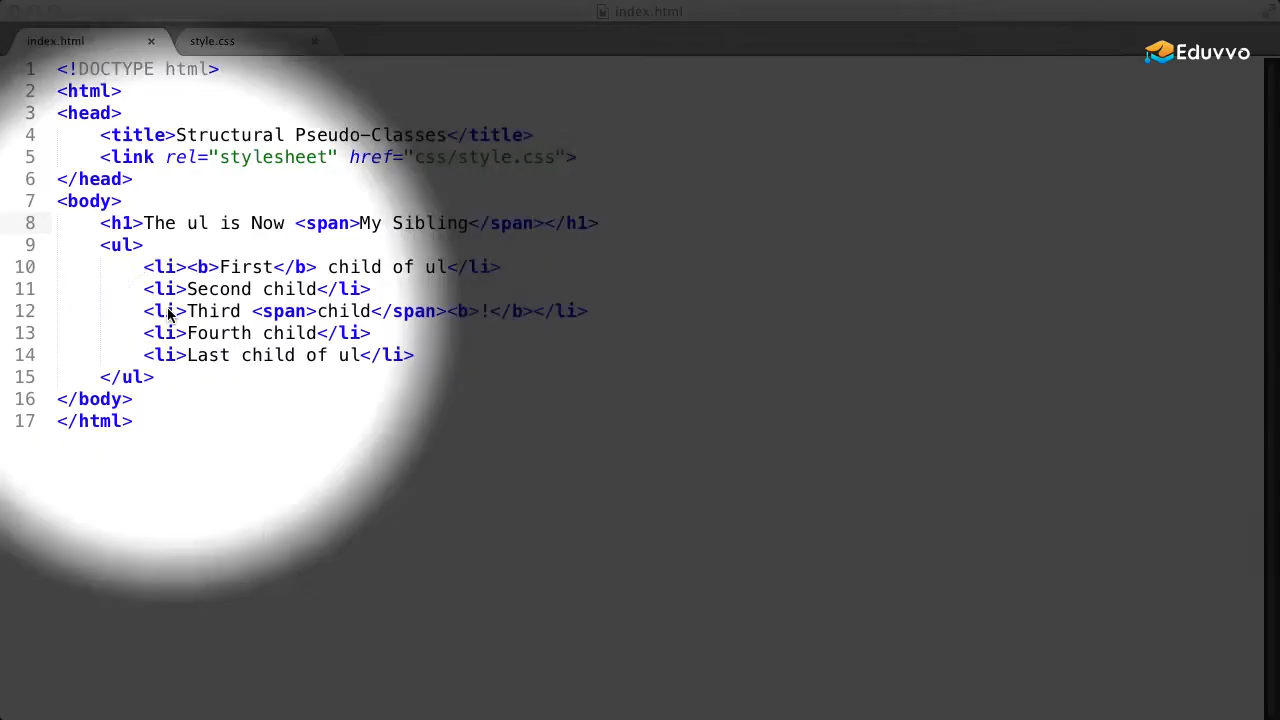 index.html
index.html × style.css ×
Eduvvo
1 <!DOCTYPE html>
2 <html>
3 <head>
4 <title>Structural Pseudo-Classes</title>
5 <link rel="stylesheet" href="css/style.css">
6 </head>
7 <body>
8 <h1>The ul is Now <span>My Sibling</span></h1>
9 <ul>
10 <li><b>First</b> child of ul</li>
11 <li>Second child</li>
12 <li>Third <span>child</span><b>!</b></li>
13 <li>Fourth child</li>
14 <li>Last child of ul</li>
15 </ul>
16 </body>
17 </html>